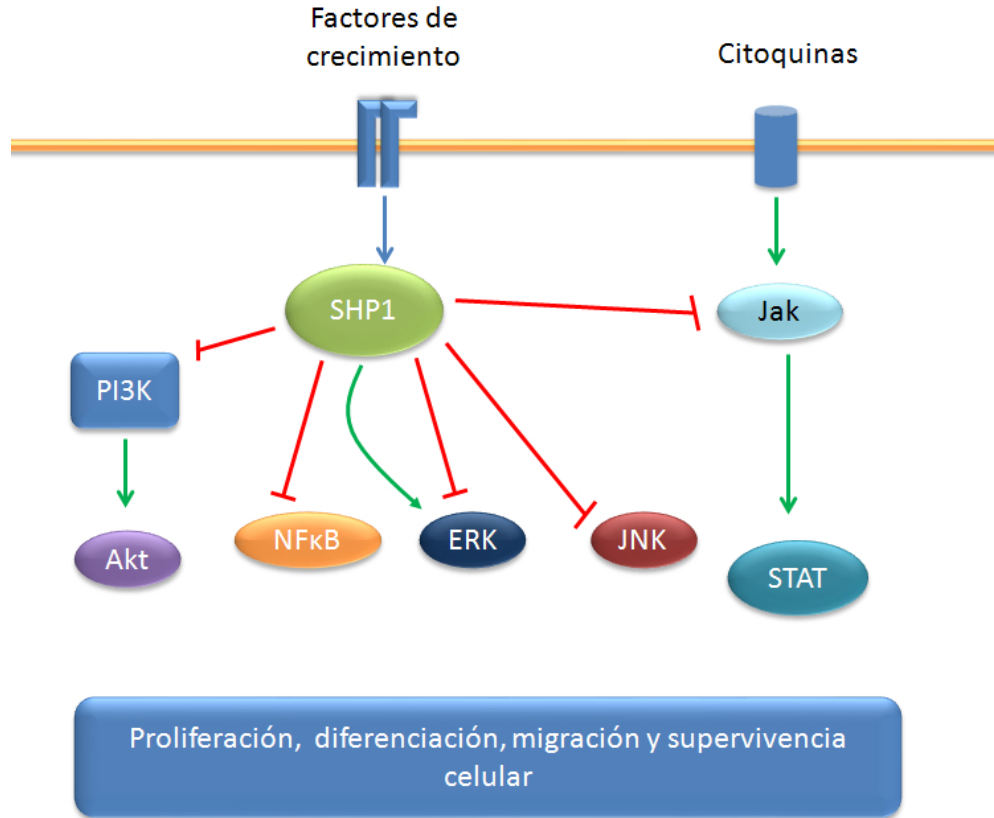 Factores de
crecimiento
Citoquinas
SHP1
Jak
PI3K
NFκB
ERK
JNK
Akt
STAT
Proliferación, diferenciación, migración y supervivencia
celular